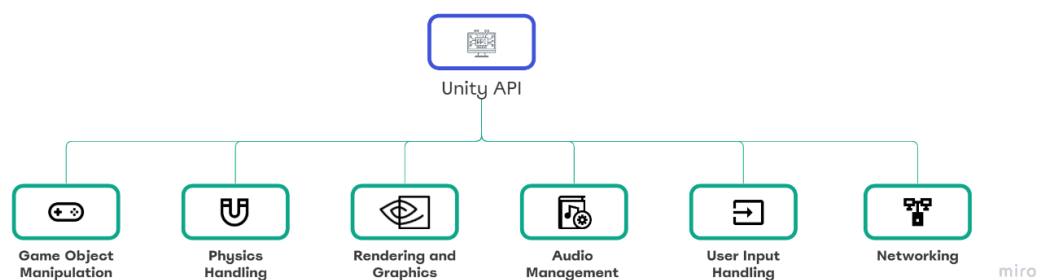 Unity API
Game Object
Manipulation
Physics
Handling
Rendering and
Graphics
Audio
Management
User Input
Handling
Networking
miro